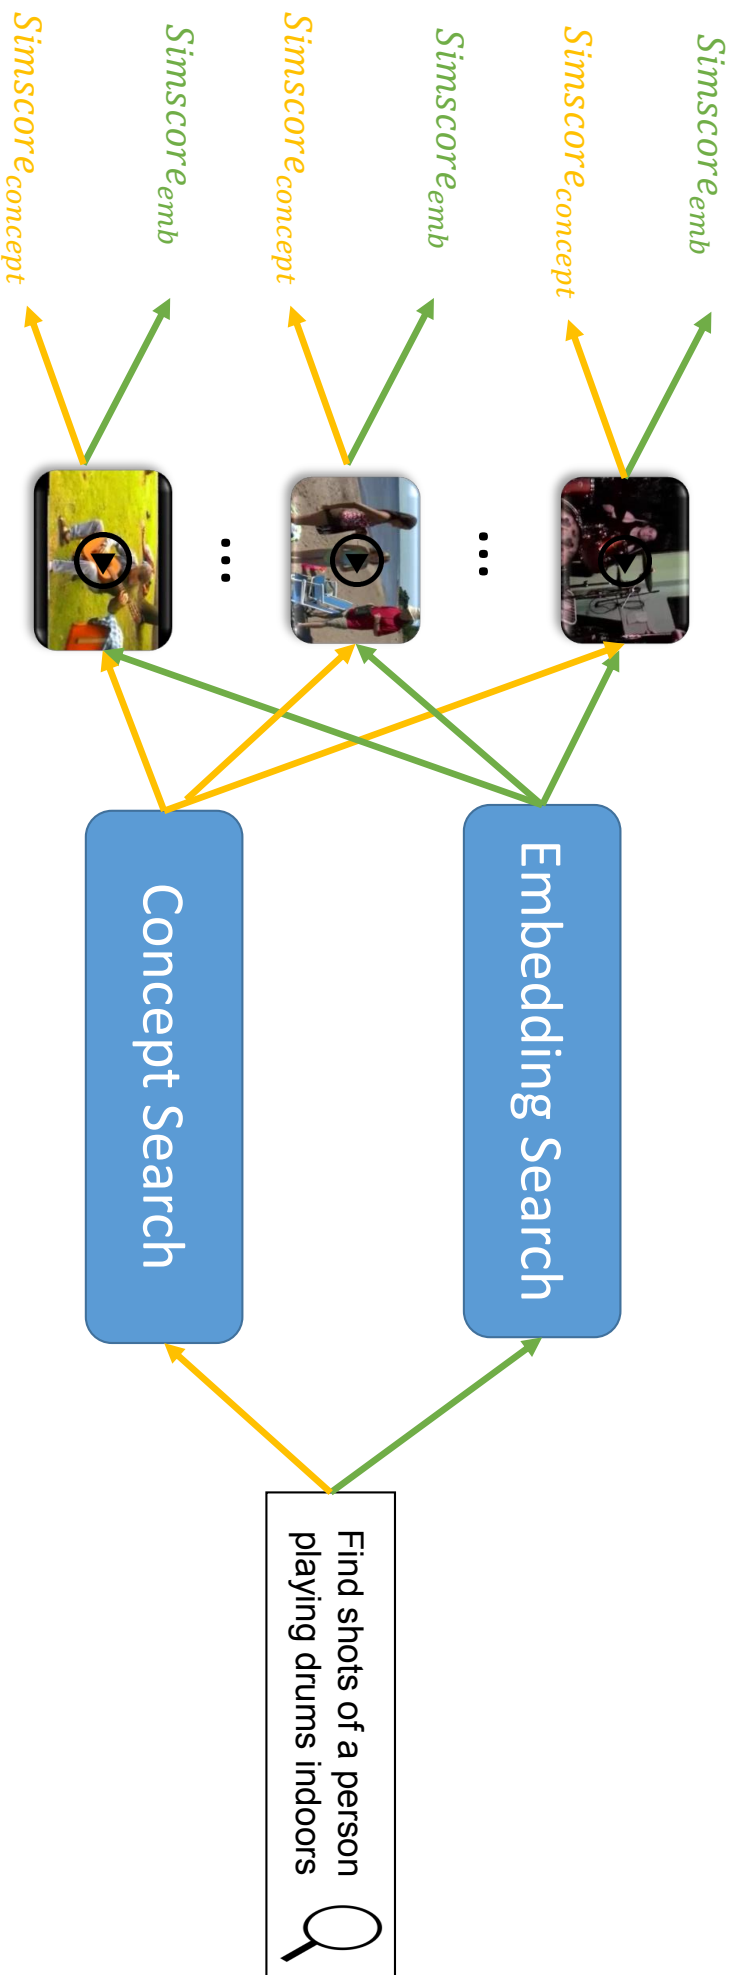 Simscore_emb
Simscore_concept
Simscore_emb
Simscore_concept
Simscore_emb
Simscore_concept
...
...
Embedding Search
Concept Search
Find shots of a person
playing drums indoors